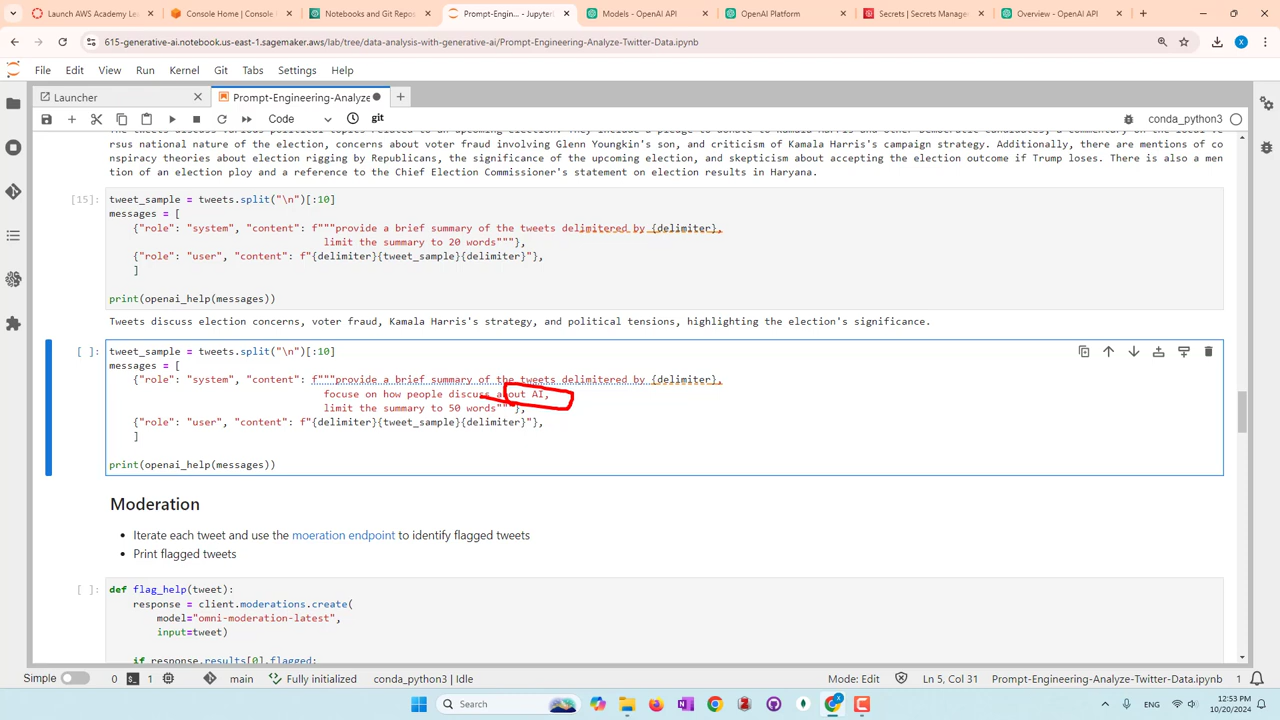 Launch AWS Academy Lea
Console Home | Console
Notebooks and Git Repos
Prompt-Engin... - Jupyterl
Models - OpenAI API
OpenAI Platform
Secrets | Secrets Manage
Overview - OpenAI API
615-generative-ai.notebook.us-east-1.sagemaker.aws/lab/tree/data-analysis-with-generative-ai/Prompt-Engineering-Analyze-Twitter-Data.ipynb
File Edit View Run Kernel Git Tabs Settings Help
Launcher
Prompt-Engineering-Analyze
Code git
conda_python3
rsus national nature of the election, concerns about voter fraud involving Glenn Youngkin's son, and criticism of Kamala Harris's campaign strategy. Additionally, there are mentions of co
nspiracy theories about election rigging by Republicans, the significance of the upcoming election, and skepticism about accepting the election outcome if Trump loses. There is also a men
tion of an election ploy and a reference to the Chief Election Commissioner's statement on election results in Haryana.
[15]: tweet_sample = tweets.split("\n")[:10]
messages = [
{"role": "system", "content": f"""provide a brief summary of the tweets delimitered by {delimiter},
limit the summary to 20 words"""},
{"role": "user", "content": f"{delimiter}{tweet_sample}{delimiter}"},
]
print(openai_help(messages))
Tweets discuss election concerns, voter fraud, Kamala Harris's strategy, and political tensions, highlighting the election's significance.
[ ]: tweet_sample = tweets.split("\n")[:10]
messages = [
{"role": "system", "content": f"""provide a brief summary of the tweets delimitered by {delimiter},
focuse on how people discuss about AI,
limit the summary to 50 words"""},
{"role": "user", "content": f"{delimiter}{tweet_sample}{delimiter}"},
]
print(openai_help(messages))
Moderation
• Iterate each tweet and use the moeration endpoint to identify flagged tweets
• Print flagged tweets
[ ]: def flag_help(tweet):
response = client.moderations.create(
model="omni-moderation-latest",
input=tweet)
if response.results[0].flagged:
Simple 0 1 main Fully initialized conda_python3 | Idle Mode: Edit Ln 5, Col 31 Prompt-Engineering-Analyze-Twitter-Data.ipynb 1
Search
ENG
12:53 PM
10/20/2024